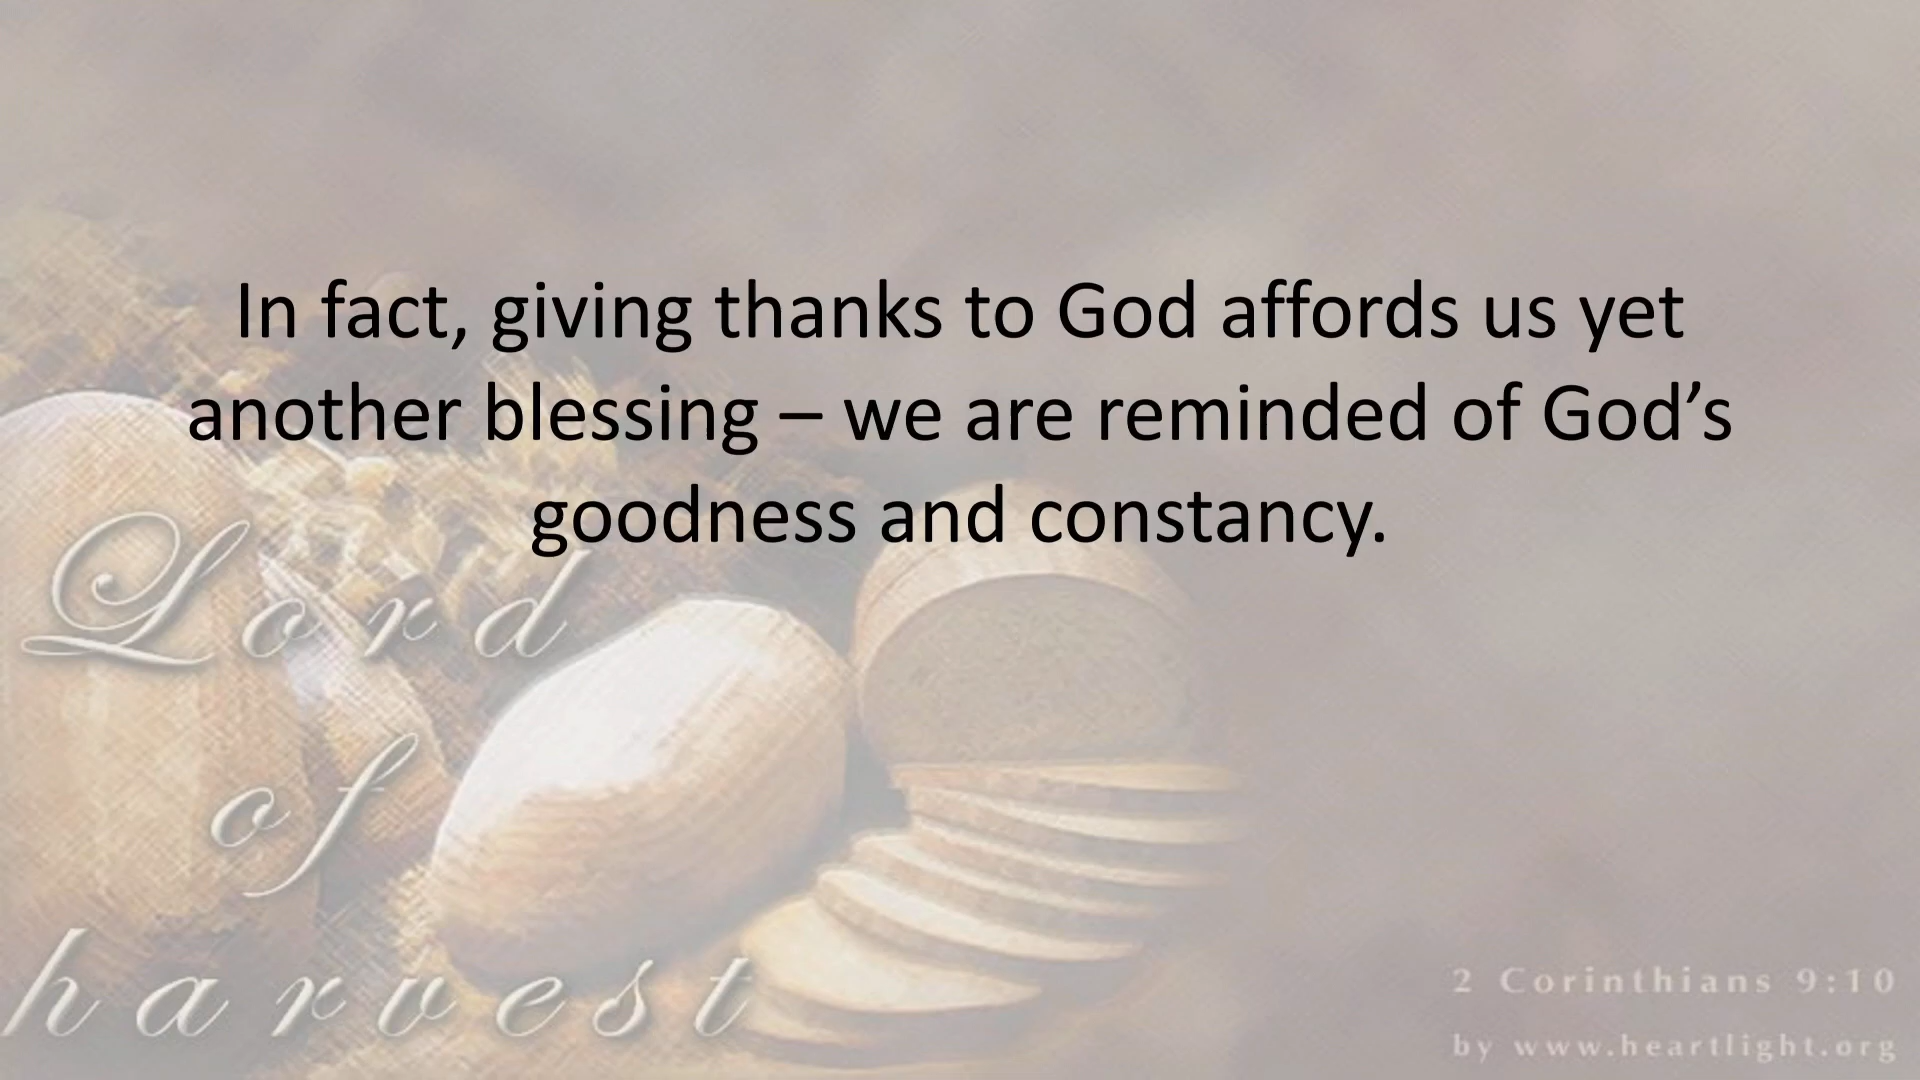 In fact, giving thanks to God affords us yet
another blessing – we are reminded of God’s
goodness and constancy.
Lord
of
harvest
2 Corinthians 9:10
by www.heartlight.org